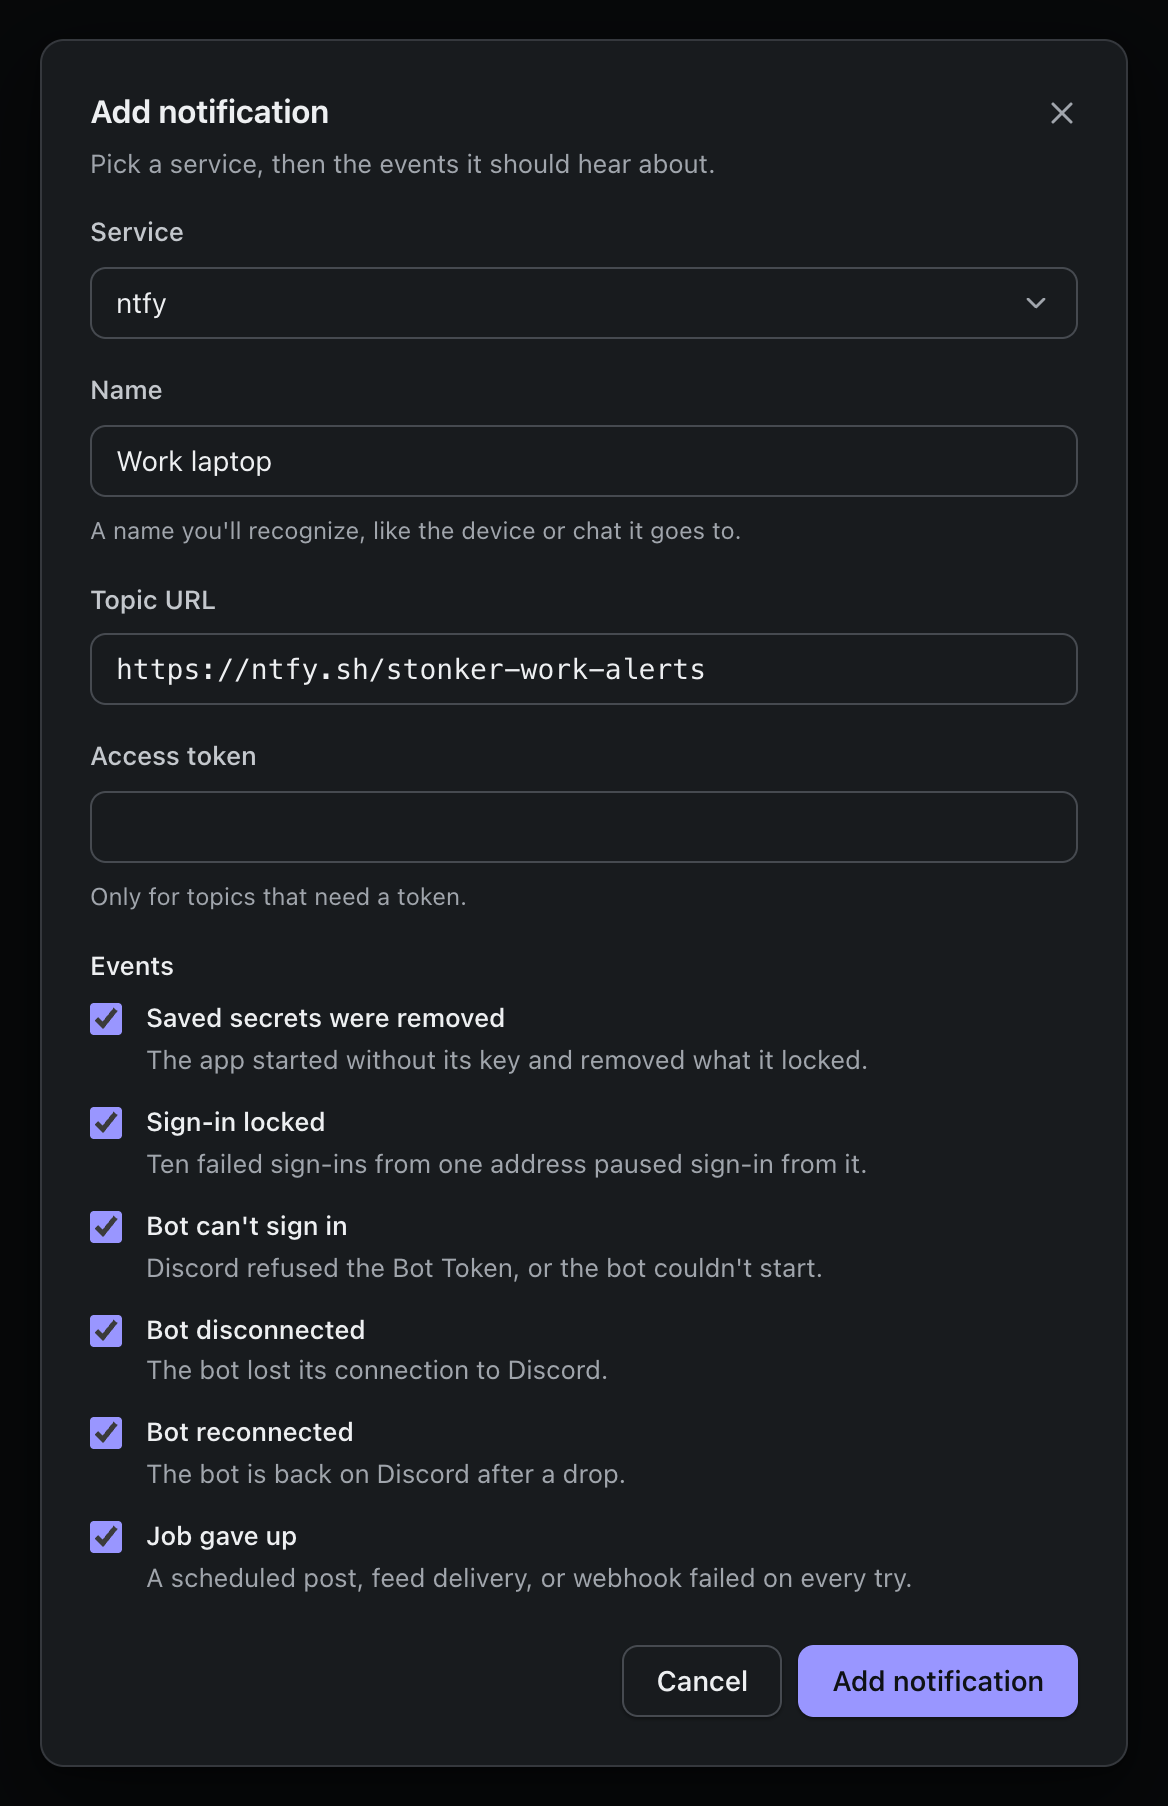 Add notification
Pick a service, then the events it should hear about.
Service
ntfy
Name
Work laptop
A name you'll recognize, like the device or chat it goes to.
Topic URL
https://ntfy.sh/stonker-work-alerts
Access token
Only for topics that need a token.
Events
Saved secrets were removed
The app started without its key and removed what it locked.
Sign-in locked
Ten failed sign-ins from one address paused sign-in from it.
Bot can't sign in
Discord refused the Bot Token, or the bot couldn't start.
Bot disconnected
The bot lost its connection to Discord.
Bot reconnected
The bot is back on Discord after a drop.
Job gave up
A scheduled post, feed delivery, or webhook failed on every try.
Cancel
Add notification